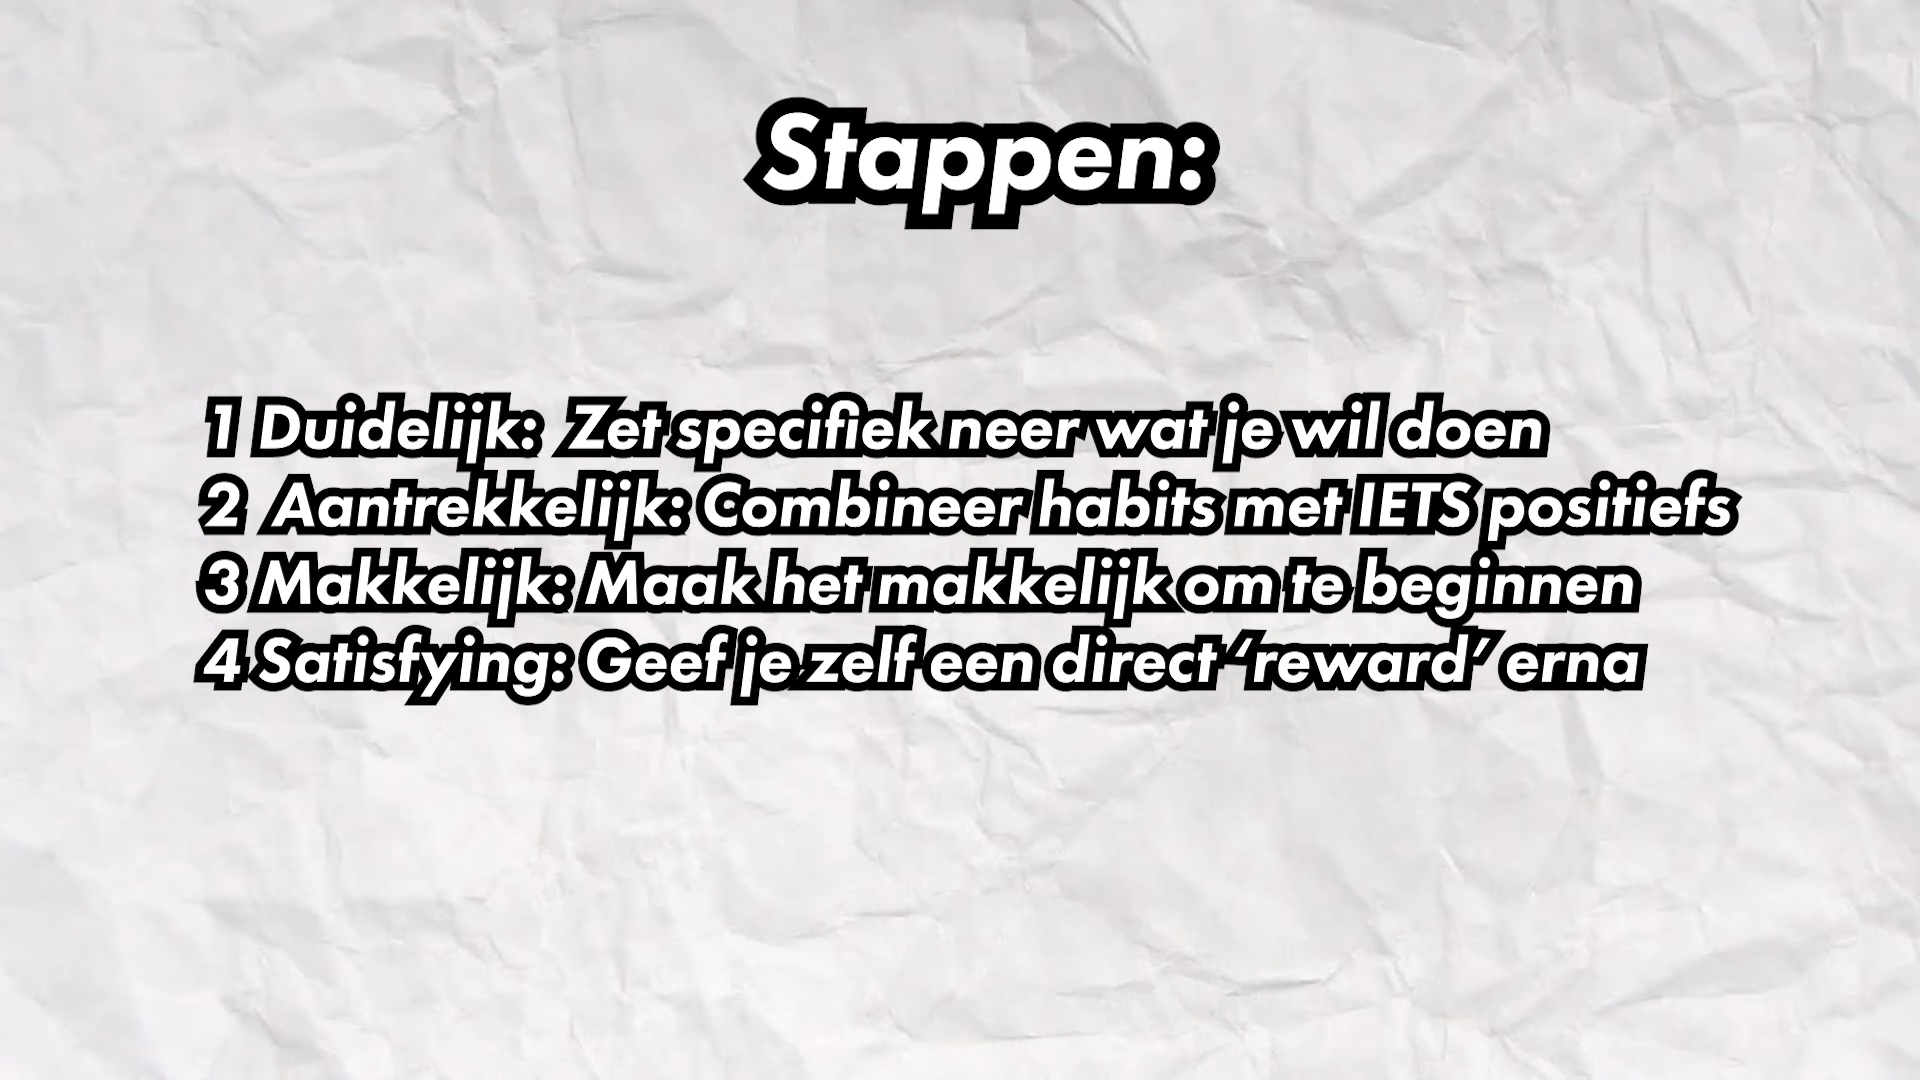 Stappen:
1 Duidelijk: Zet specifiek neer wat je wil doen
2 Aantrekkelijk: Combineer habits met IETS positiefs
3 Makkelijk: Maak het makkelijk om te beginnen
4 Satisfying: Geef je zelf een direct ‘reward’ erna